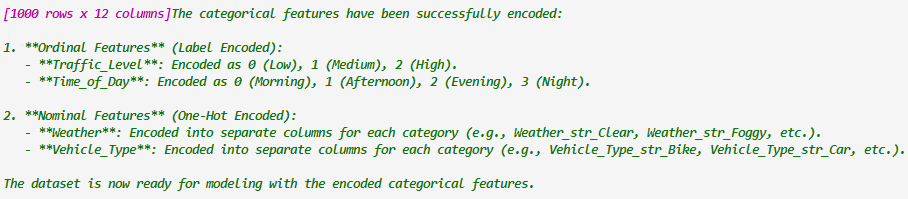 [1000 rows x 12 columns]The categorical features have been successfully encoded:
1. **Ordinal Features** (Label Encoded):
- **Traffic_Level**: Encoded as 0 (Low), 1 (Medium), 2 (High).
- **Time_of_Day**: Encoded as 0 (Morning), 1 (Afternoon), 2 (Evening), 3 (Night).
2. **Nominal Features** (One-Hot Encoded):
- **Weather**: Encoded into separate columns for each category (e.g., Weather_str_Clear, Weather_str_Foggy, etc.).
- **Vehicle_Type**: Encoded into separate columns for each category (e.g., Vehicle_Type_str_Bike, Vehicle_Type_str_Car, etc.).
The dataset is now ready for modeling with the encoded categorical features.